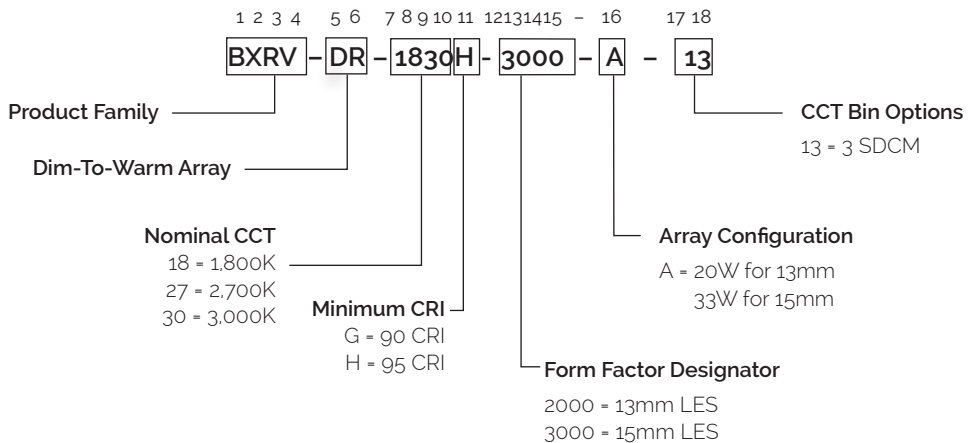 1 2 3 4 5 6 7 8 9 10 11 12131415 – 16 17 18
BXRV – DR – 1830H - 3000 – A – 13
Product Family
CCT Bin Options
13 = 3 SDCM
Dim-To-Warm Array
Nominal CCT
18 = 1,800K
27 = 2,700K
30 = 3,000K
Array Configuration
A = 20W for 13mm
33W for 15mm
Minimum CRI
G = 90 CRI
H = 95 CRI
Form Factor Designator
2000 = 13mm LES
3000 = 15mm LES